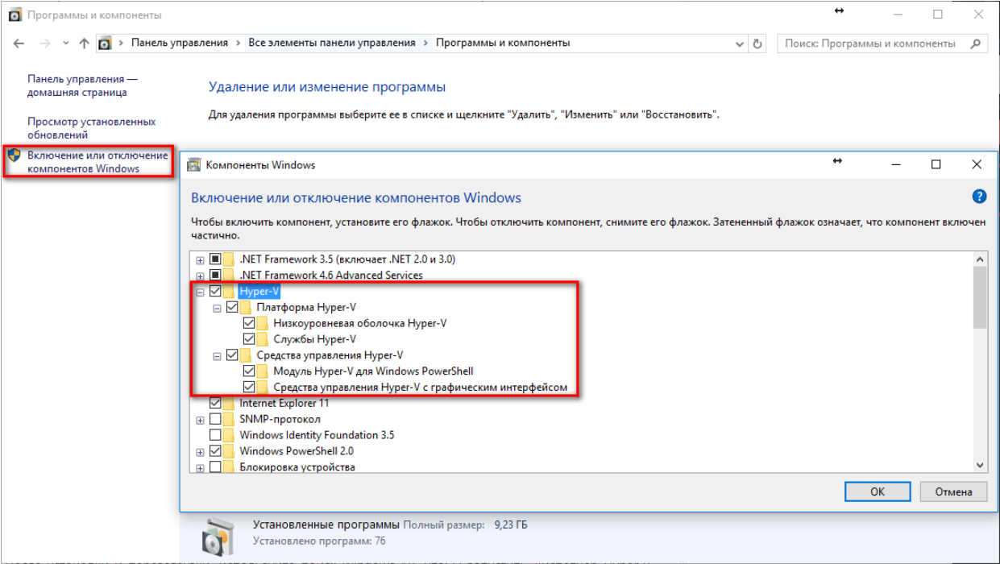 Программы и компоненты
Панель управления
Все элементы панели управления
Программы и компоненты
Поиск: Программы и компоненты
Панель управления —
домашняя страница
Просмотр установленных
обновлений
Включение или отключение
компонентов Windows
Удаление или изменение программы
Для удаления программы выберите ее в списке и щелкните "Удалить", "Изменить" или "Восстановить".
Компоненты Windows
Включение или отключение компонентов Windows
?
Чтобы включить компонент, установите его флажок. Чтобы отключить компонент, снимите его флажок. Затененный флажок означает, что компонент включен
частично.
.NET Framework 3.5 (включает .NET 2.0 и 3.0)
.NET Framework 4.6 Advanced Services
Hyper-V
Платформа Hyper-V
Низкоуровневая оболочка Hyper-V
Службы Hyper-V
Средства управления Hyper-V
Модуль Hyper-V для Windows PowerShell
Средства управления Hyper-V с графическим интерфейсом
Internet Explorer 11
SNMP-протокол
Windows Identity Foundation 3.5
Windows PowerShell 2.0
Блокировка устройства
ОК
Отмена
Установленные программы Полный размер: 9,23 ГБ
Установлено программ: 76